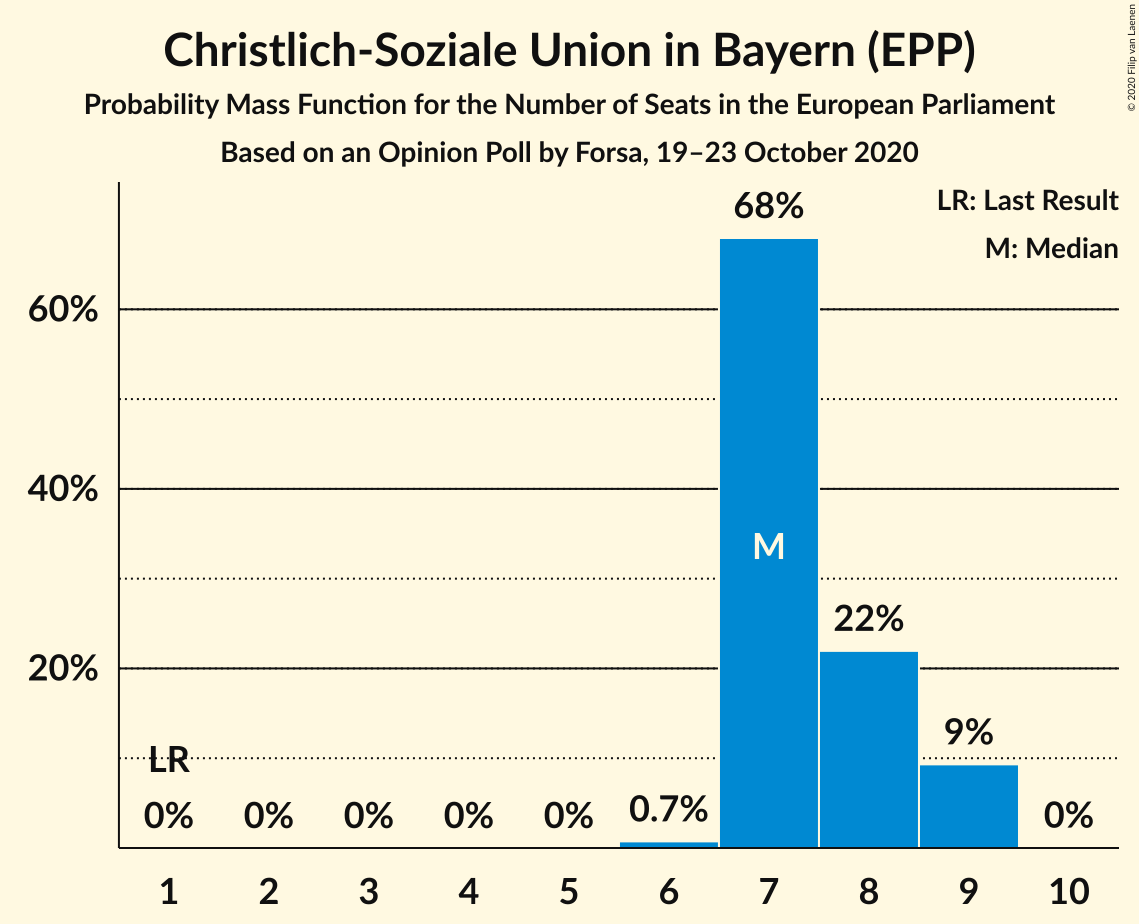 Christlich-Soziale Union in Bayern (EPP)
Probability Mass Function for the Number of Seats in the European Parliament
Based on an Opinion Poll by Forsa, 19–23 October 2020
© 2020 Filip van Laenen
LR: Last Result
M: Median
68%
60%
40%
M
22%
20%
9%
LR
0% 0% 0% 0% 0% 0.7% 0%
1 2 3 4 5 6 7 8 9 10